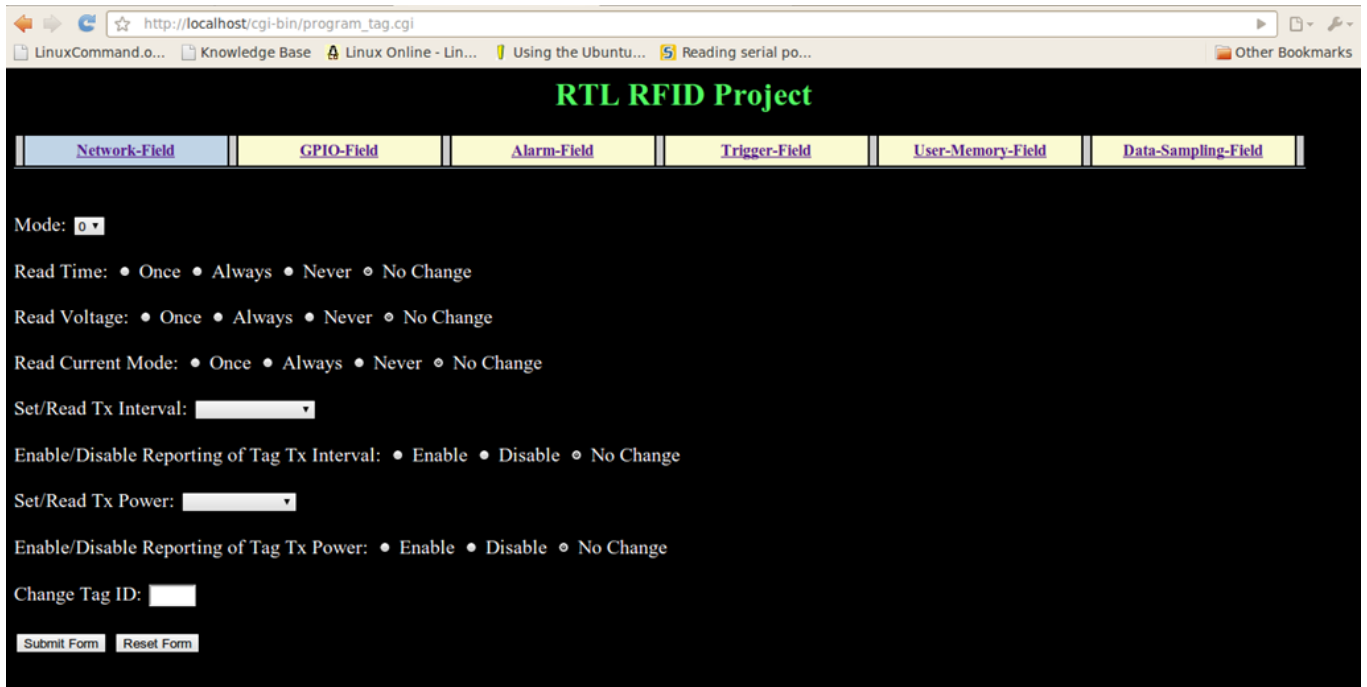 http://localhost/cgi-bin/program_tag.cgi
LinuxCommand.o... Knowledge Base Linux Online - Lin... Using the Ubuntu... Reading serial po... Other Bookmarks
RTL RFID Project
Network-Field GPIO-Field Alarm-Field Trigger-Field User-Memory-Field Data-Sampling-Field
Mode: 0
Read Time: Once Always Never No Change
Read Voltage: Once Always Never No Change
Read Current Mode: Once Always Never No Change
Set/Read Tx Interval:
Enable/Disable Reporting of Tag Tx Interval: Enable Disable No Change
Set/Read Tx Power:
Enable/Disable Reporting of Tag Tx Power: Enable Disable No Change
Change Tag ID:
Submit Form Reset Form